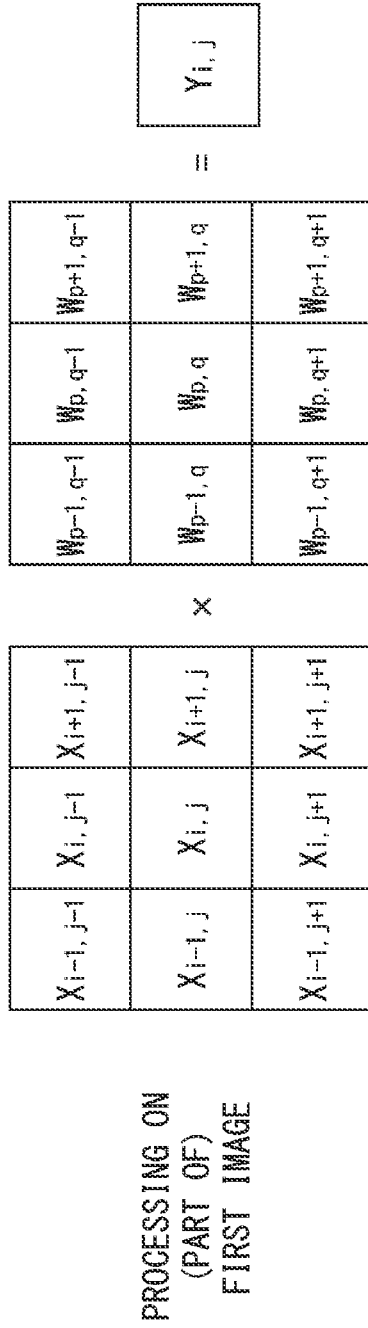 PROCESSING ON
(PART OF)
FIRST IMAGE
Xi-1, j-1 Xi, j-1 Xi+1, j-1
Xi-1, j Xi, j Xi+1, j
Xi-1, j+1 Xi, j+1 Xi+1, j+1
×
Wp-1, q-1 Wp, q-1 Wp+1, q-1
Wp-1, q Wp, q Wp+1, q
Wp-1, q+1 Wp, q+1 Wp+1, q+1
=
Yi, j